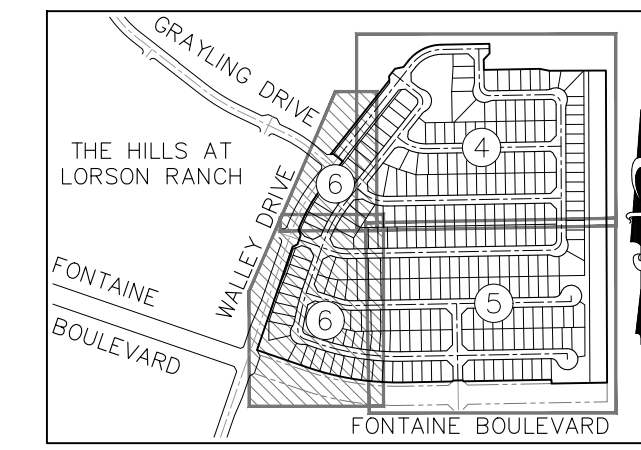 GRAYLING DRIVE
THE HILLS AT
LORSON RANCH
WALLEY DRIVE
4
6
FONTAINE
BOULEVARD
5
6
FONTAINE BOULEVARD